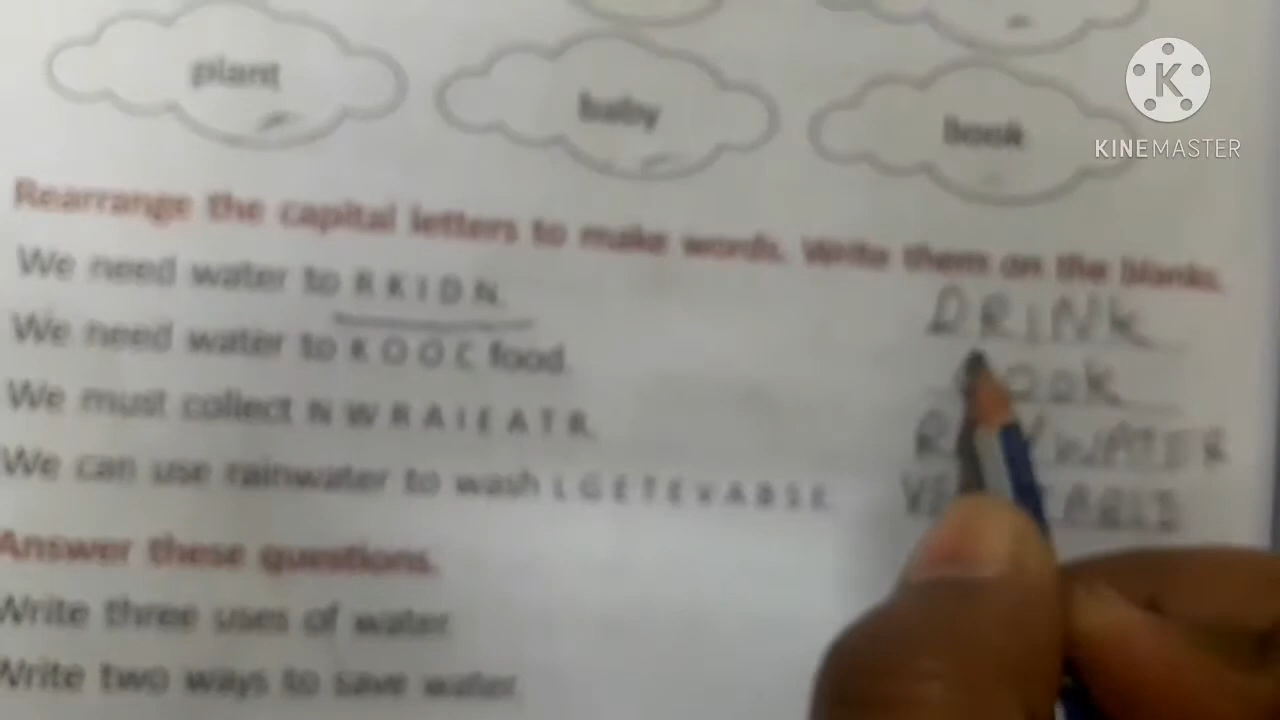 plant
baby
book
KINEMASTER
Rearrange the capital letters to make words. Write them on the blanks.
We need water to R K I D N. DRINK
We need water to K O O C food. ook
We must collect N W R A I E A T R. WATER
We can use rainwater to wash L G E T E V A B S E
Answer these questions.
Write three uses of water.
Write two ways to save water.